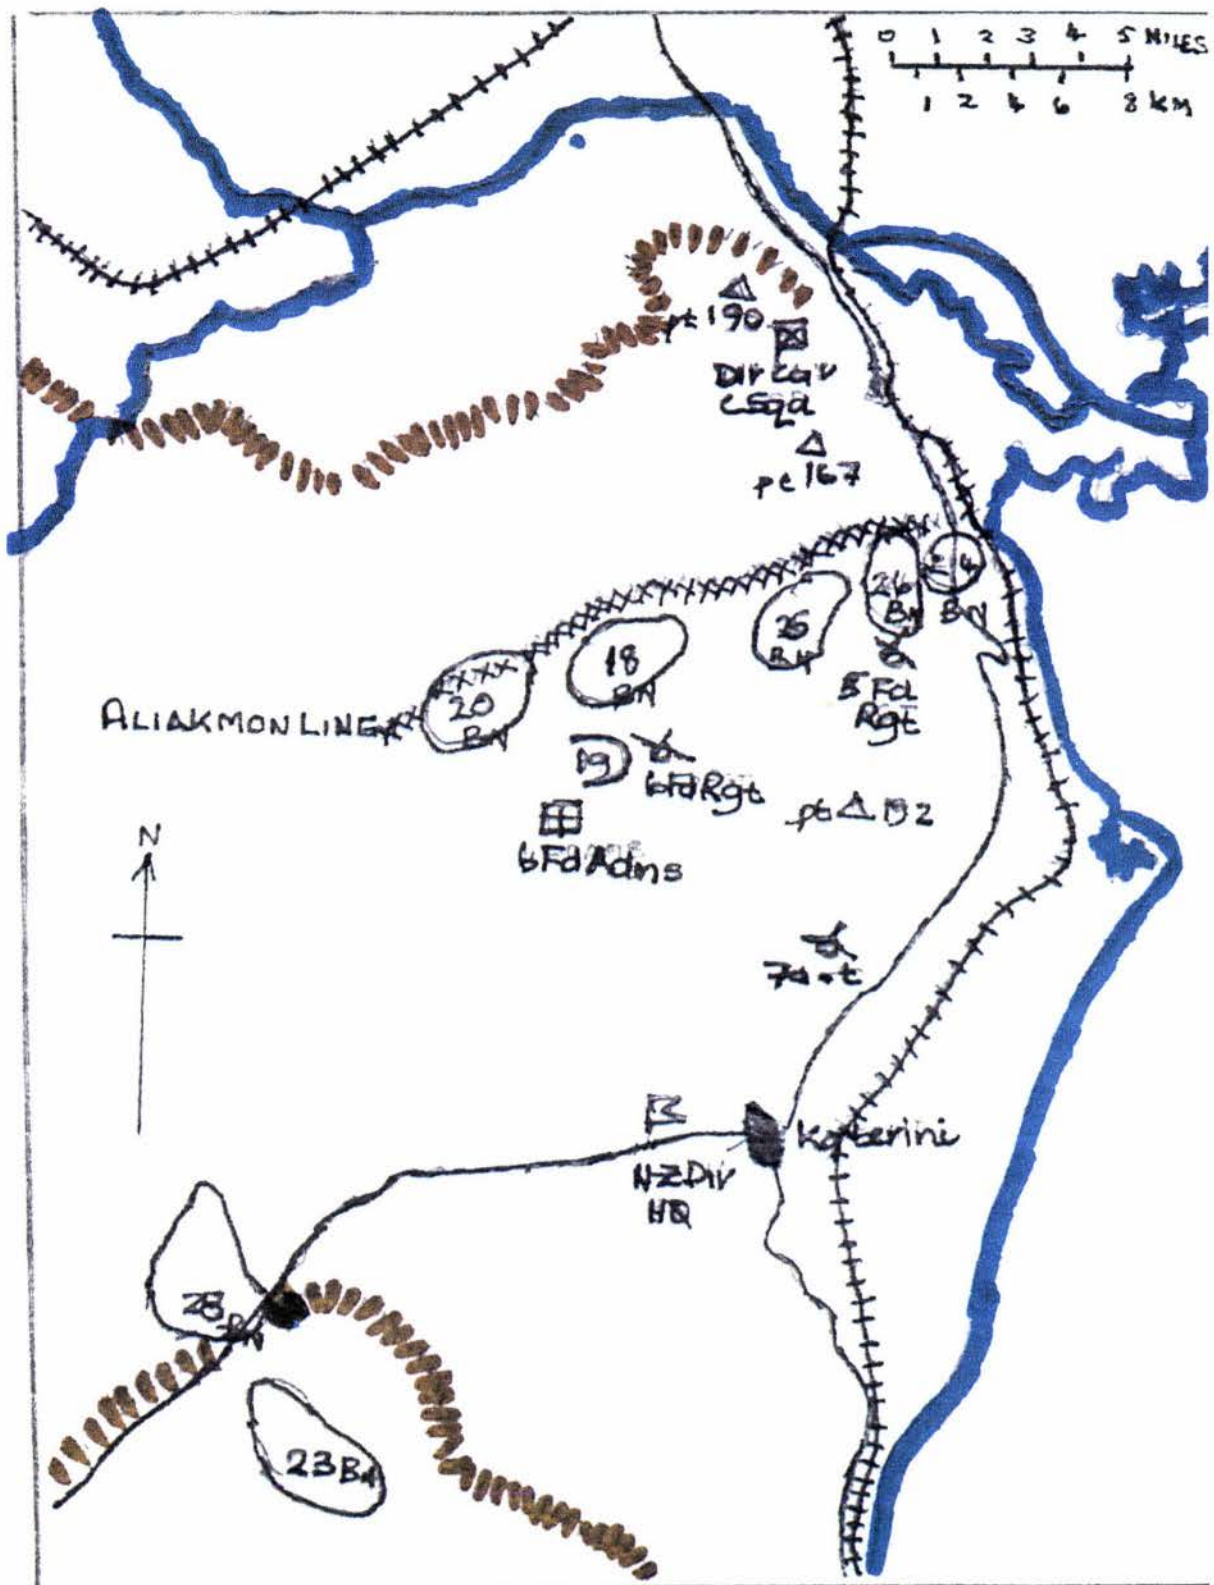 0 1 2 3 4 5 MILES
1 2 4 6 8 KM
pt 190
Div cav
C Sqd
pt 167
26
BN
24
BN
25
BN
18
BN
20
BN
ALIAKMON LINE
5 Fd
Rgt
19
6 Fd Rgt
pt 192
6 Fd Adms
N
Katerini
NZ Div
HQ
28
BN
23 Bn